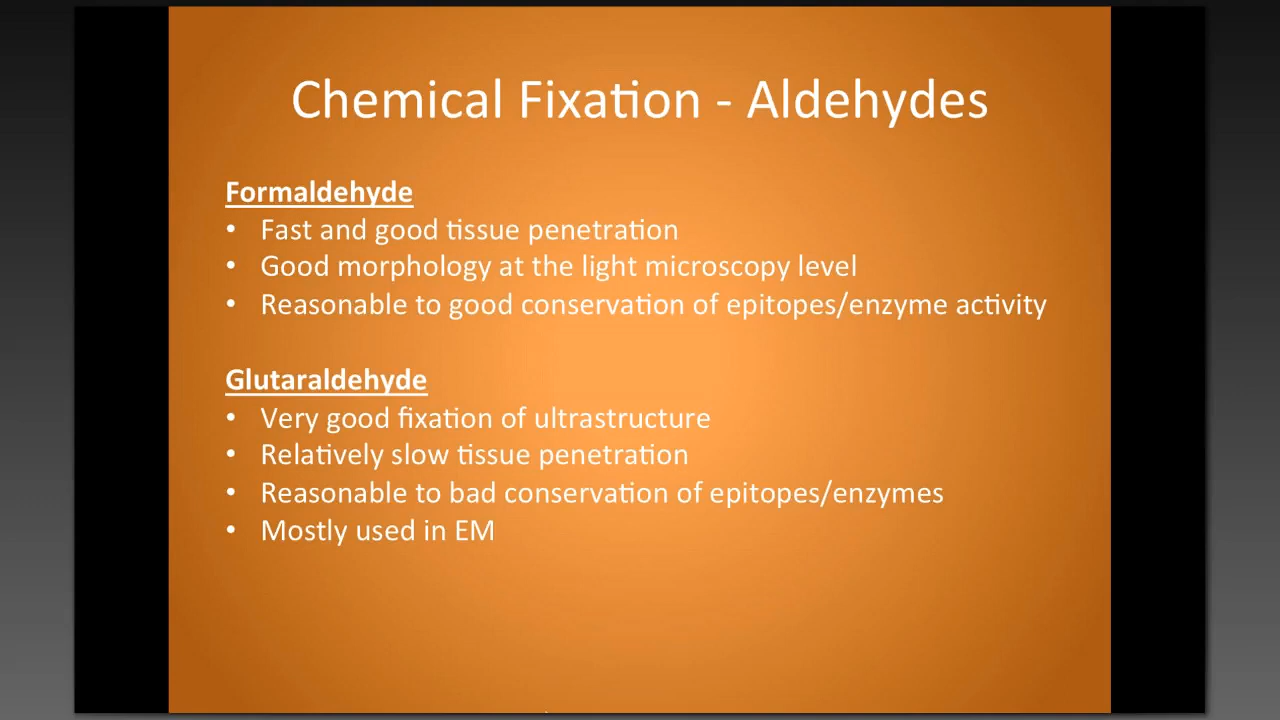 Chemical Fixation - Aldehydes
Formaldehyde
• Fast and good tissue penetration
• Good morphology at the light microscopy level
• Reasonable to good conservation of epitopes/enzyme activity
Glutaraldehyde
• Very good fixation of ultrastructure
• Relatively slow tissue penetration
• Reasonable to bad conservation of epitopes/enzymes
• Mostly used in EM